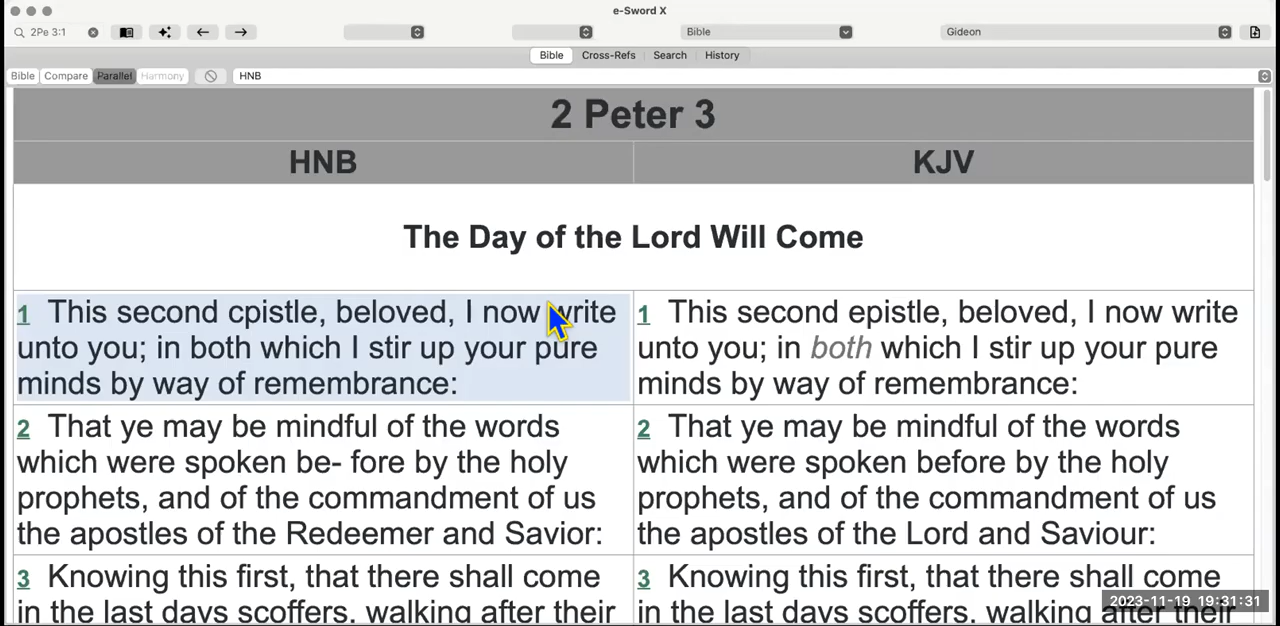 e-Sword X
2Pe 3:1
Bible
Gideon
Bible Cross-Refs Search History
Bible Compare Parallel Harmony HNB
2 Peter 3
HNB KJV
The Day of the Lord Will Come
1 This second cpistle, beloved, I now write
unto you; in both which I stir up your pure
minds by way of remembrance:
1 This second epistle, beloved, I now write
unto you; in both which I stir up your pure
minds by way of remembrance:
2 That ye may be mindful of the words
which were spoken be- fore by the holy
prophets, and of the commandment of us
the apostles of the Redeemer and Savior:
2 That ye may be mindful of the words
which were spoken before by the holy
prophets, and of the commandment of us
the apostles of the Lord and Saviour:
3 Knowing this first, that there shall come
in the last days scoffers, walking after their
3 Knowing this first, that there shall come
in the last days scoffers, walking after their
2023-11-19 19:31:31